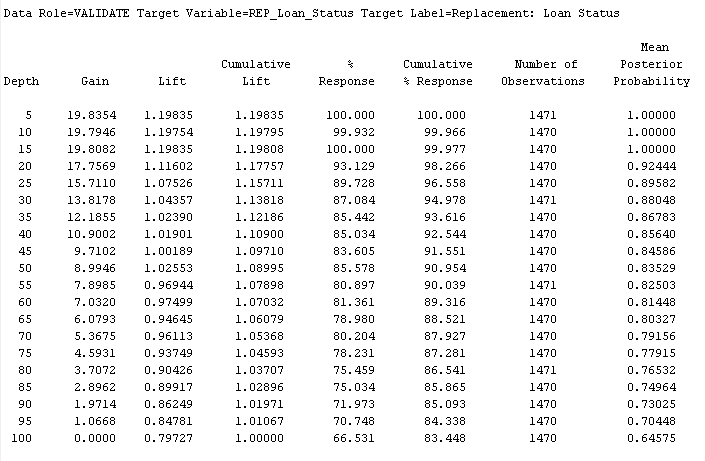 Data Role=VALIDATE Target Variable=REP_Loan_Status Target Label=Replacement: Loan Status
Mean
Cumulative % Cumulative Number of Posterior
Depth Gain Lift Lift Response % Response Observations Probability
5 19.8354 1.19835 1.19835 100.000 100.000 1471 1.00000
10 19.7946 1.19754 1.19795 99.932 99.966 1470 1.00000
15 19.8082 1.19835 1.19808 100.000 99.977 1470 1.00000
20 17.7569 1.11602 1.17757 93.129 98.266 1470 0.92444
25 15.7110 1.07526 1.15711 89.728 96.558 1470 0.89582
30 13.8178 1.04357 1.13818 87.084 94.978 1471 0.88048
35 12.1855 1.02390 1.12186 85.442 93.616 1470 0.86783
40 10.9002 1.01901 1.10900 85.034 92.544 1470 0.85640
45 9.7102 1.00189 1.09710 83.605 91.551 1470 0.84586
50 8.9946 1.02553 1.08995 85.578 90.954 1470 0.83529
55 7.8985 0.96944 1.07898 80.897 90.039 1471 0.82503
60 7.0320 0.97499 1.07032 81.361 89.316 1470 0.81448
65 6.0793 0.94645 1.06079 78.980 88.521 1470 0.80327
70 5.3675 0.96113 1.05368 80.204 87.927 1470 0.79156
75 4.5931 0.93749 1.04593 78.231 87.281 1470 0.77915
80 3.7072 0.90426 1.03707 75.459 86.541 1471 0.76532
85 2.8962 0.89917 1.02896 75.034 85.865 1470 0.74964
90 1.9714 0.86249 1.01971 71.973 85.093 1470 0.73025
95 1.0668 0.84781 1.01067 70.748 84.338 1470 0.70448
100 0.0000 0.79727 1.00000 66.531 83.448 1470 0.64575